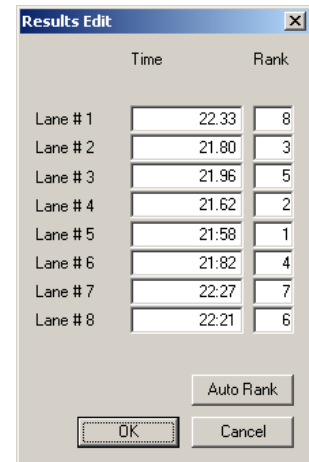 Results Edit
Time Rank
Lane # 1 22.33 8
Lane # 2 21.80 3
Lane # 3 21.96 5
Lane # 4 21.62 2
Lane # 5 21:58 1
Lane # 6 21:82 4
Lane # 7 22:27 7
Lane # 8 22:21 6
Auto Rank
OK Cancel